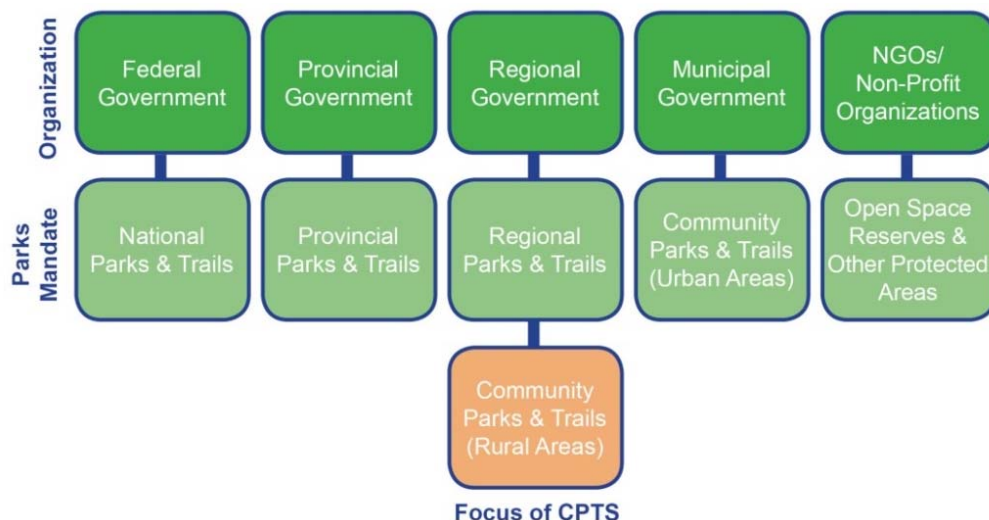 Organization
Federal
Government
Provincial
Government
Regional
Government
Municipal
Government
NGOs/
Non-Profit
Organizations
Parks
Mandate
National
Parks & Trails
Provincial
Parks & Trails
Regional
Parks & Trails
Community
Parks & Trails
(Urban Areas)
Open Space
Reserves &
Other Protected
Areas
Community
Parks & Trails
(Rural Areas)
Focus of CPTS